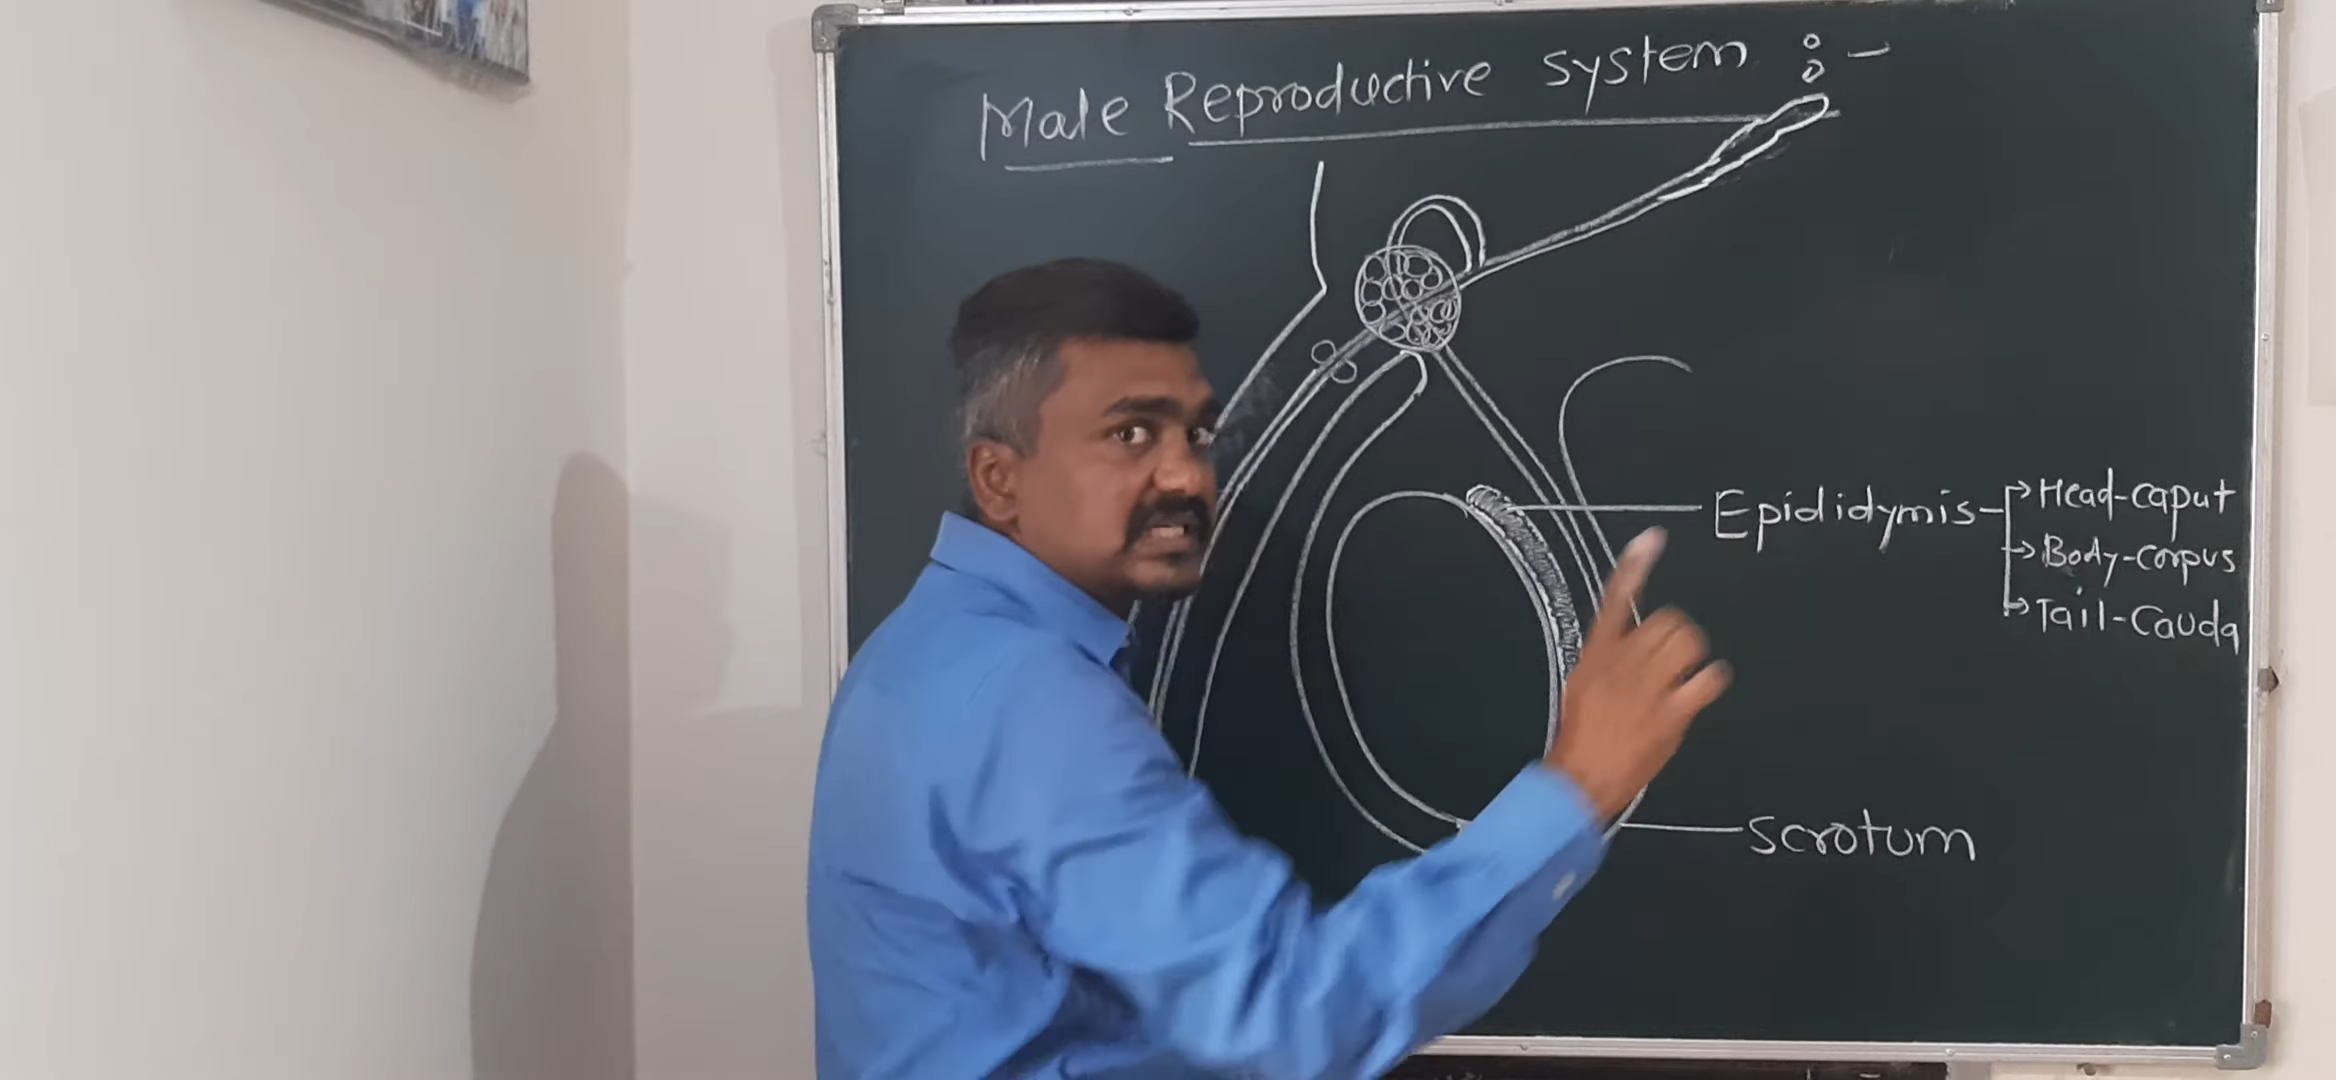 Male Reproductive system :-
Epididymis
Head-caput
Body-corpus
Tail-cauda
Scrotum